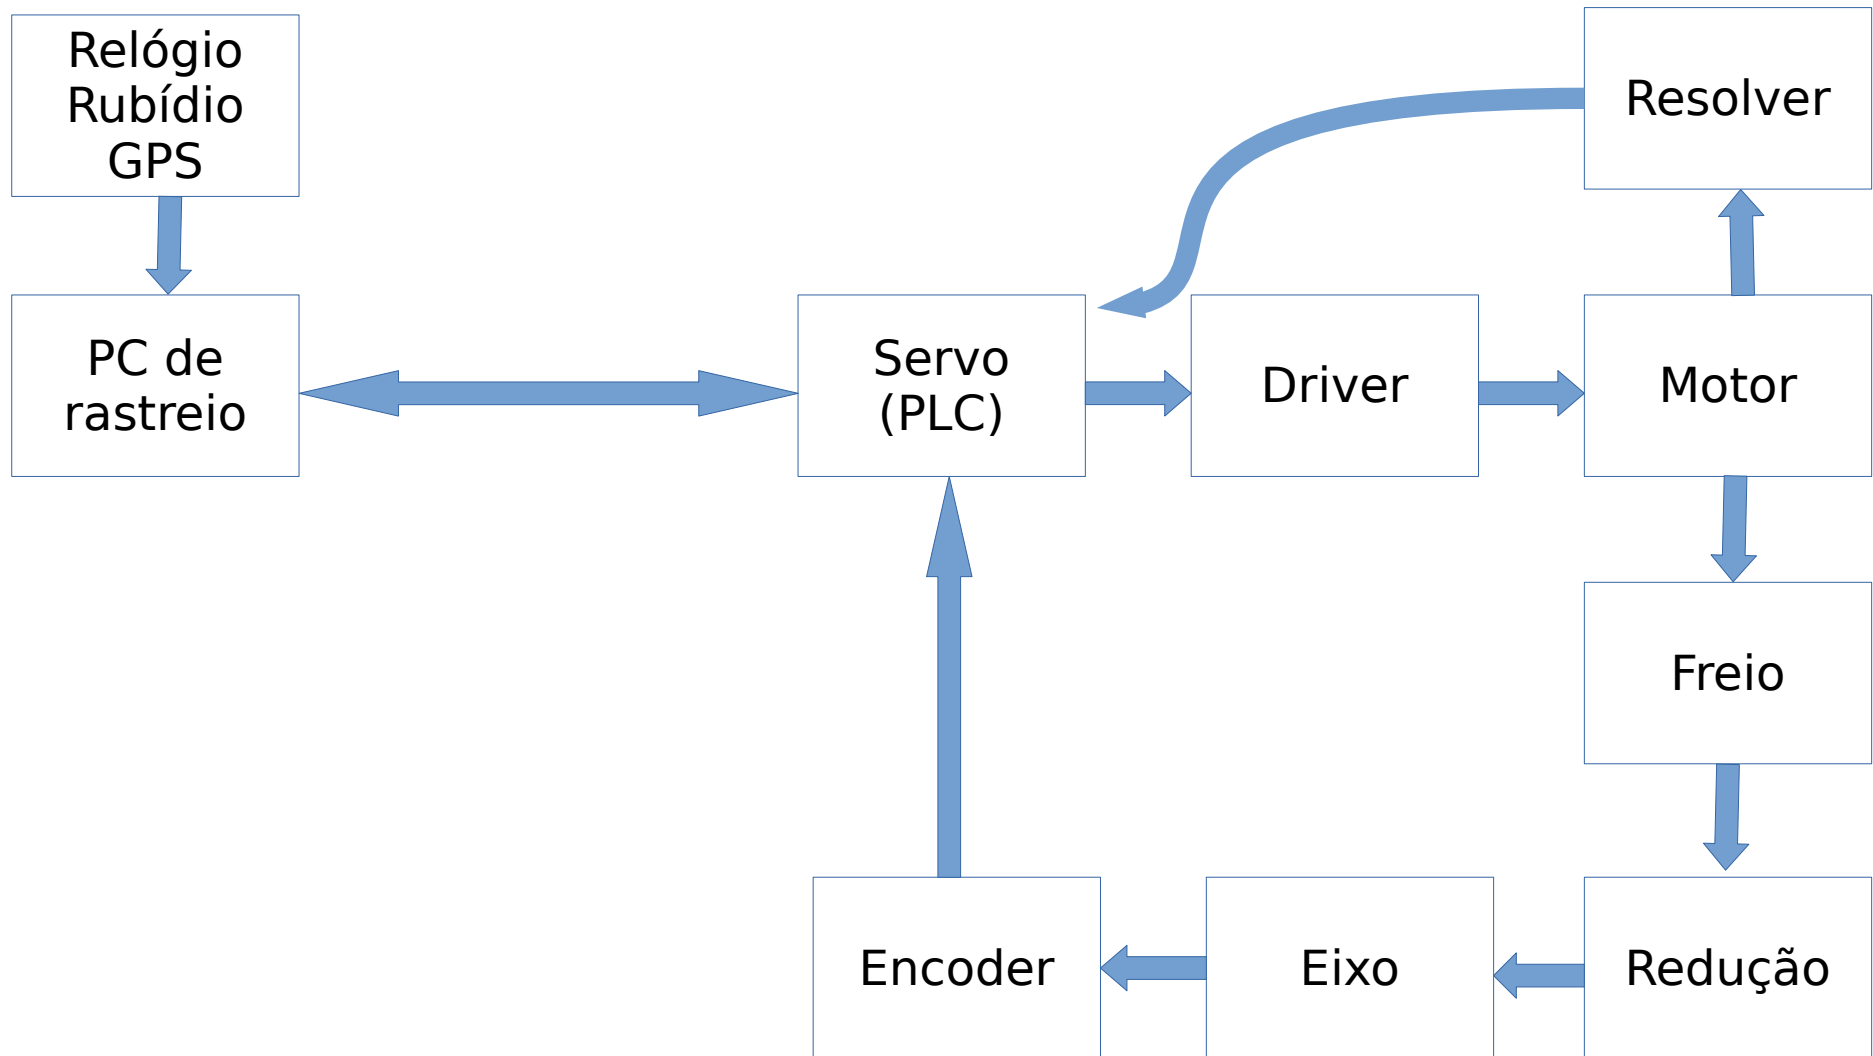 Relógio
Rubídio
GPS
Resolver
PC de
rastreio
Servo
(PLC)
Driver
Motor
Freio
Encoder
Eixo
Redução